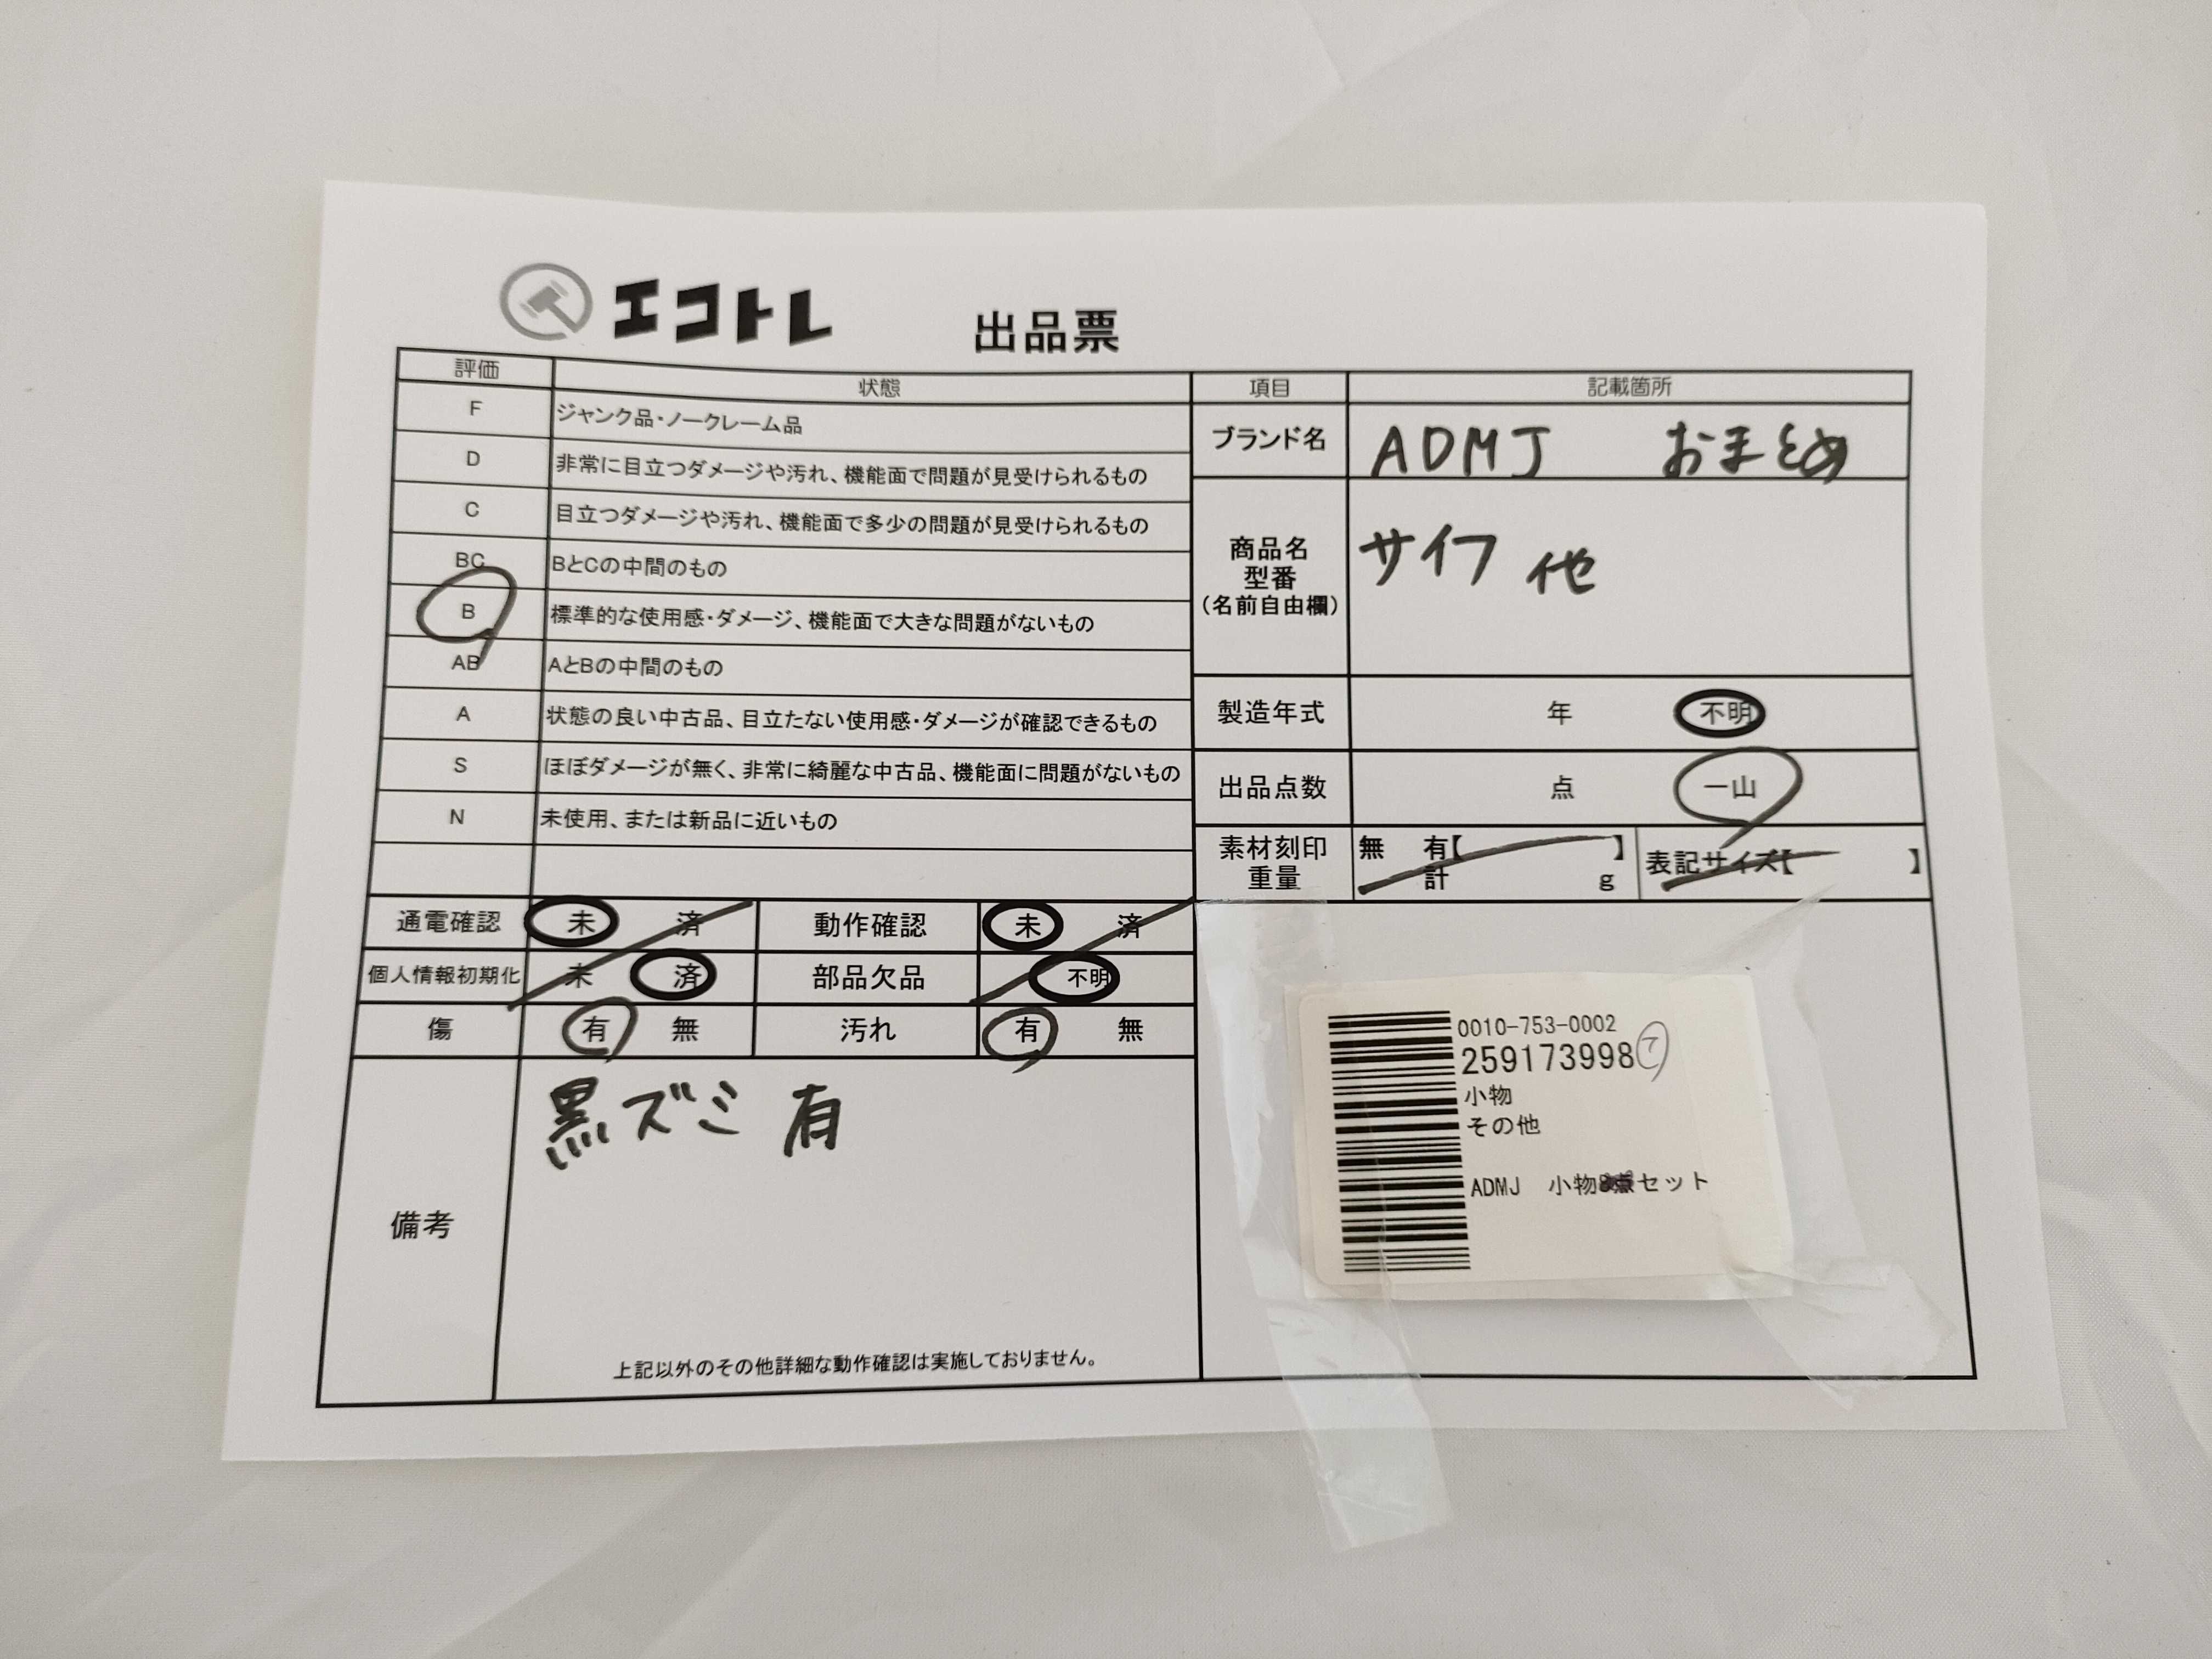 エコトレ 出品票
評価 状態
F ジャンク品・ノークレーム品
D 非常に目立つダメージや汚れ、機能面で問題が見受けられるもの
C 目立つダメージや汚れ、機能面で多少の問題が見受けられるもの
BC BとCの中間のもの
B 標準的な使用感・ダメージ、機能面で大きな問題がないもの
AB AとBの中間のもの
A 状態の良い中古品、目立たない使用感・ダメージが確認できるもの
S ほぼダメージが無く、非常に綺麗な中古品、機能面に問題がないもの
N 未使用、または新品に近いもの
通電確認 未 済 動作確認 未 済
個人情報初期化 未 済 部品欠品 不明
傷 有 無 汚れ 有 無
備考
黒ズミ 有
上記以外のその他詳細な動作確認は実施しておりません。
項目 記載箇所
ブランド名 ADMJ おまとめ
商品名
型番
(名前自由欄)
サイフ 他
製造年式 年 不明
出品点数 点 一山
素材刻印 無 有【 】 表記サイズ【 】
重量 計 g
0010-753-0002
259173998
小物
その他
ADMJ 小物 セット